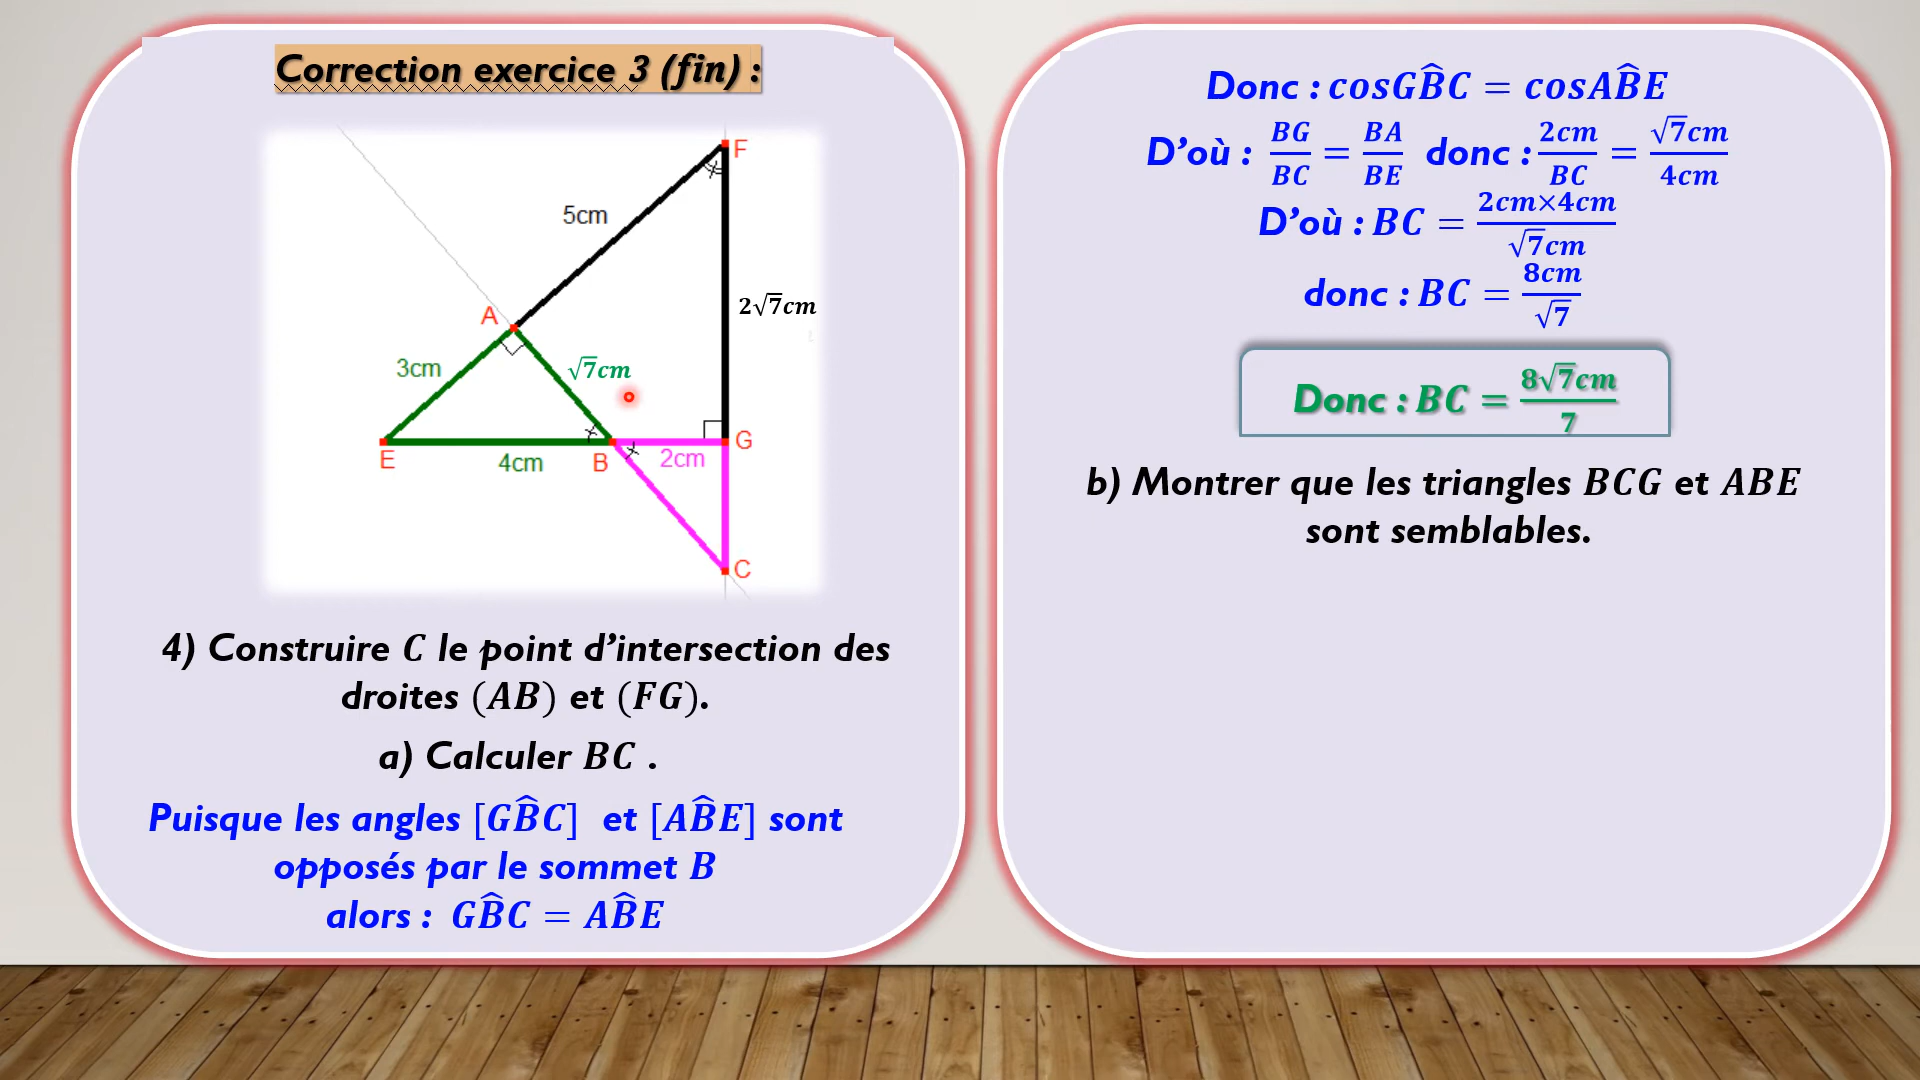 Correction exercice 3 (fin) :
F
5cm
2√7cm
A
3cm
√7cm
E
4cm
B
2cm
G
C
4) Construire C le point d’intersection des
droites (AB) et (FG).
a) Calculer BC .
Puisque les angles [GB̂C] et [AB̂E] sont
opposés par le sommet B
alors : GB̂C = AB̂E
Donc : cosGB̂C = cosAB̂E
D’où : BG/BC = BA/BE donc : 2cm/BC = √7cm/4cm
D’où : BC = 2cm×4cm/√7cm
donc : BC = 8cm/√7
Donc : BC = 8√7cm/7
b) Montrer que les triangles BCG et ABE
sont semblables.